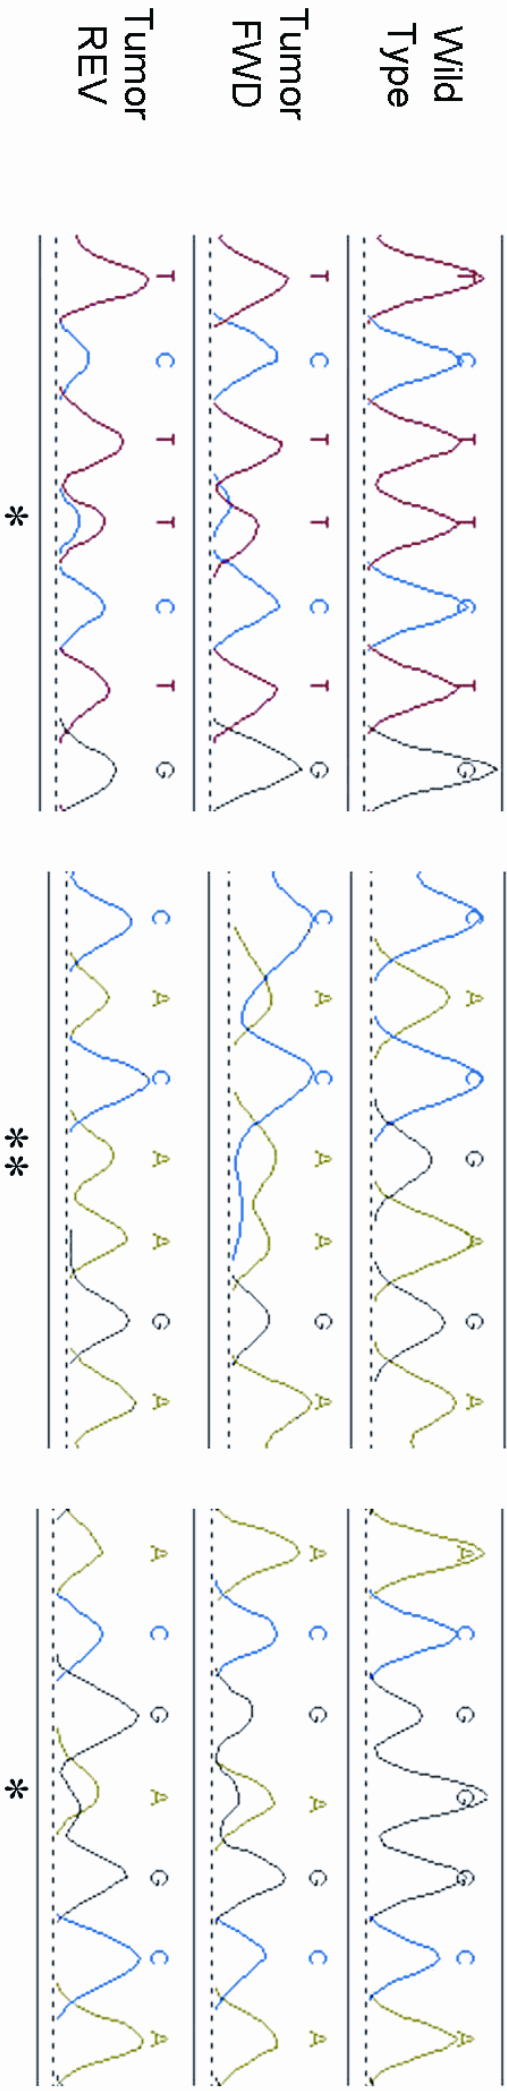 Wild
Type
T C T T C T G
C A C G A G A
A C G G G C A
Tumor
FWD
T C T T C T G
C A C A A G A
A C G A G C A
Tumor
REV
T C T T C T G
C A C A A G A
A C G A G C A
*
**
*